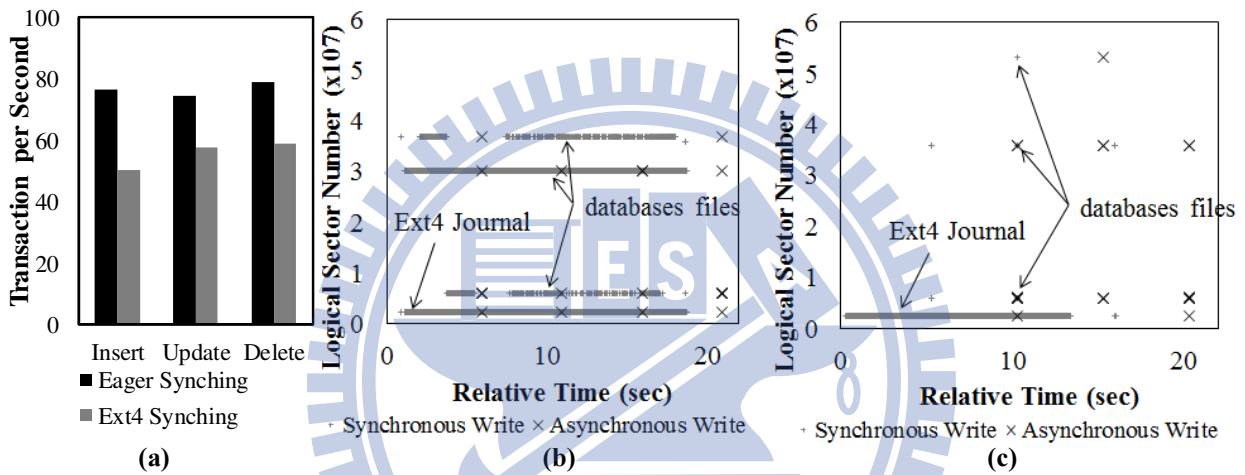 100
80
60
40
20
0
Transaction per Second
Insert Update Delete
Eager Synching
Ext4 Synching
(a)
6
5
4
3
2
1
0
Logical Sector Number (x107)
Ext4 Journal
databases files
0 10 20
Relative Time (sec)
Synchronous Write Asynchronous Write
(b)
6
5
4
3
2
1
0
Logical Sector Number (x107)
Ext4 Journal
databases files
0 10 20
Relative Time (sec)
Synchronous Write Asynchronous Write
(c)
ES
8